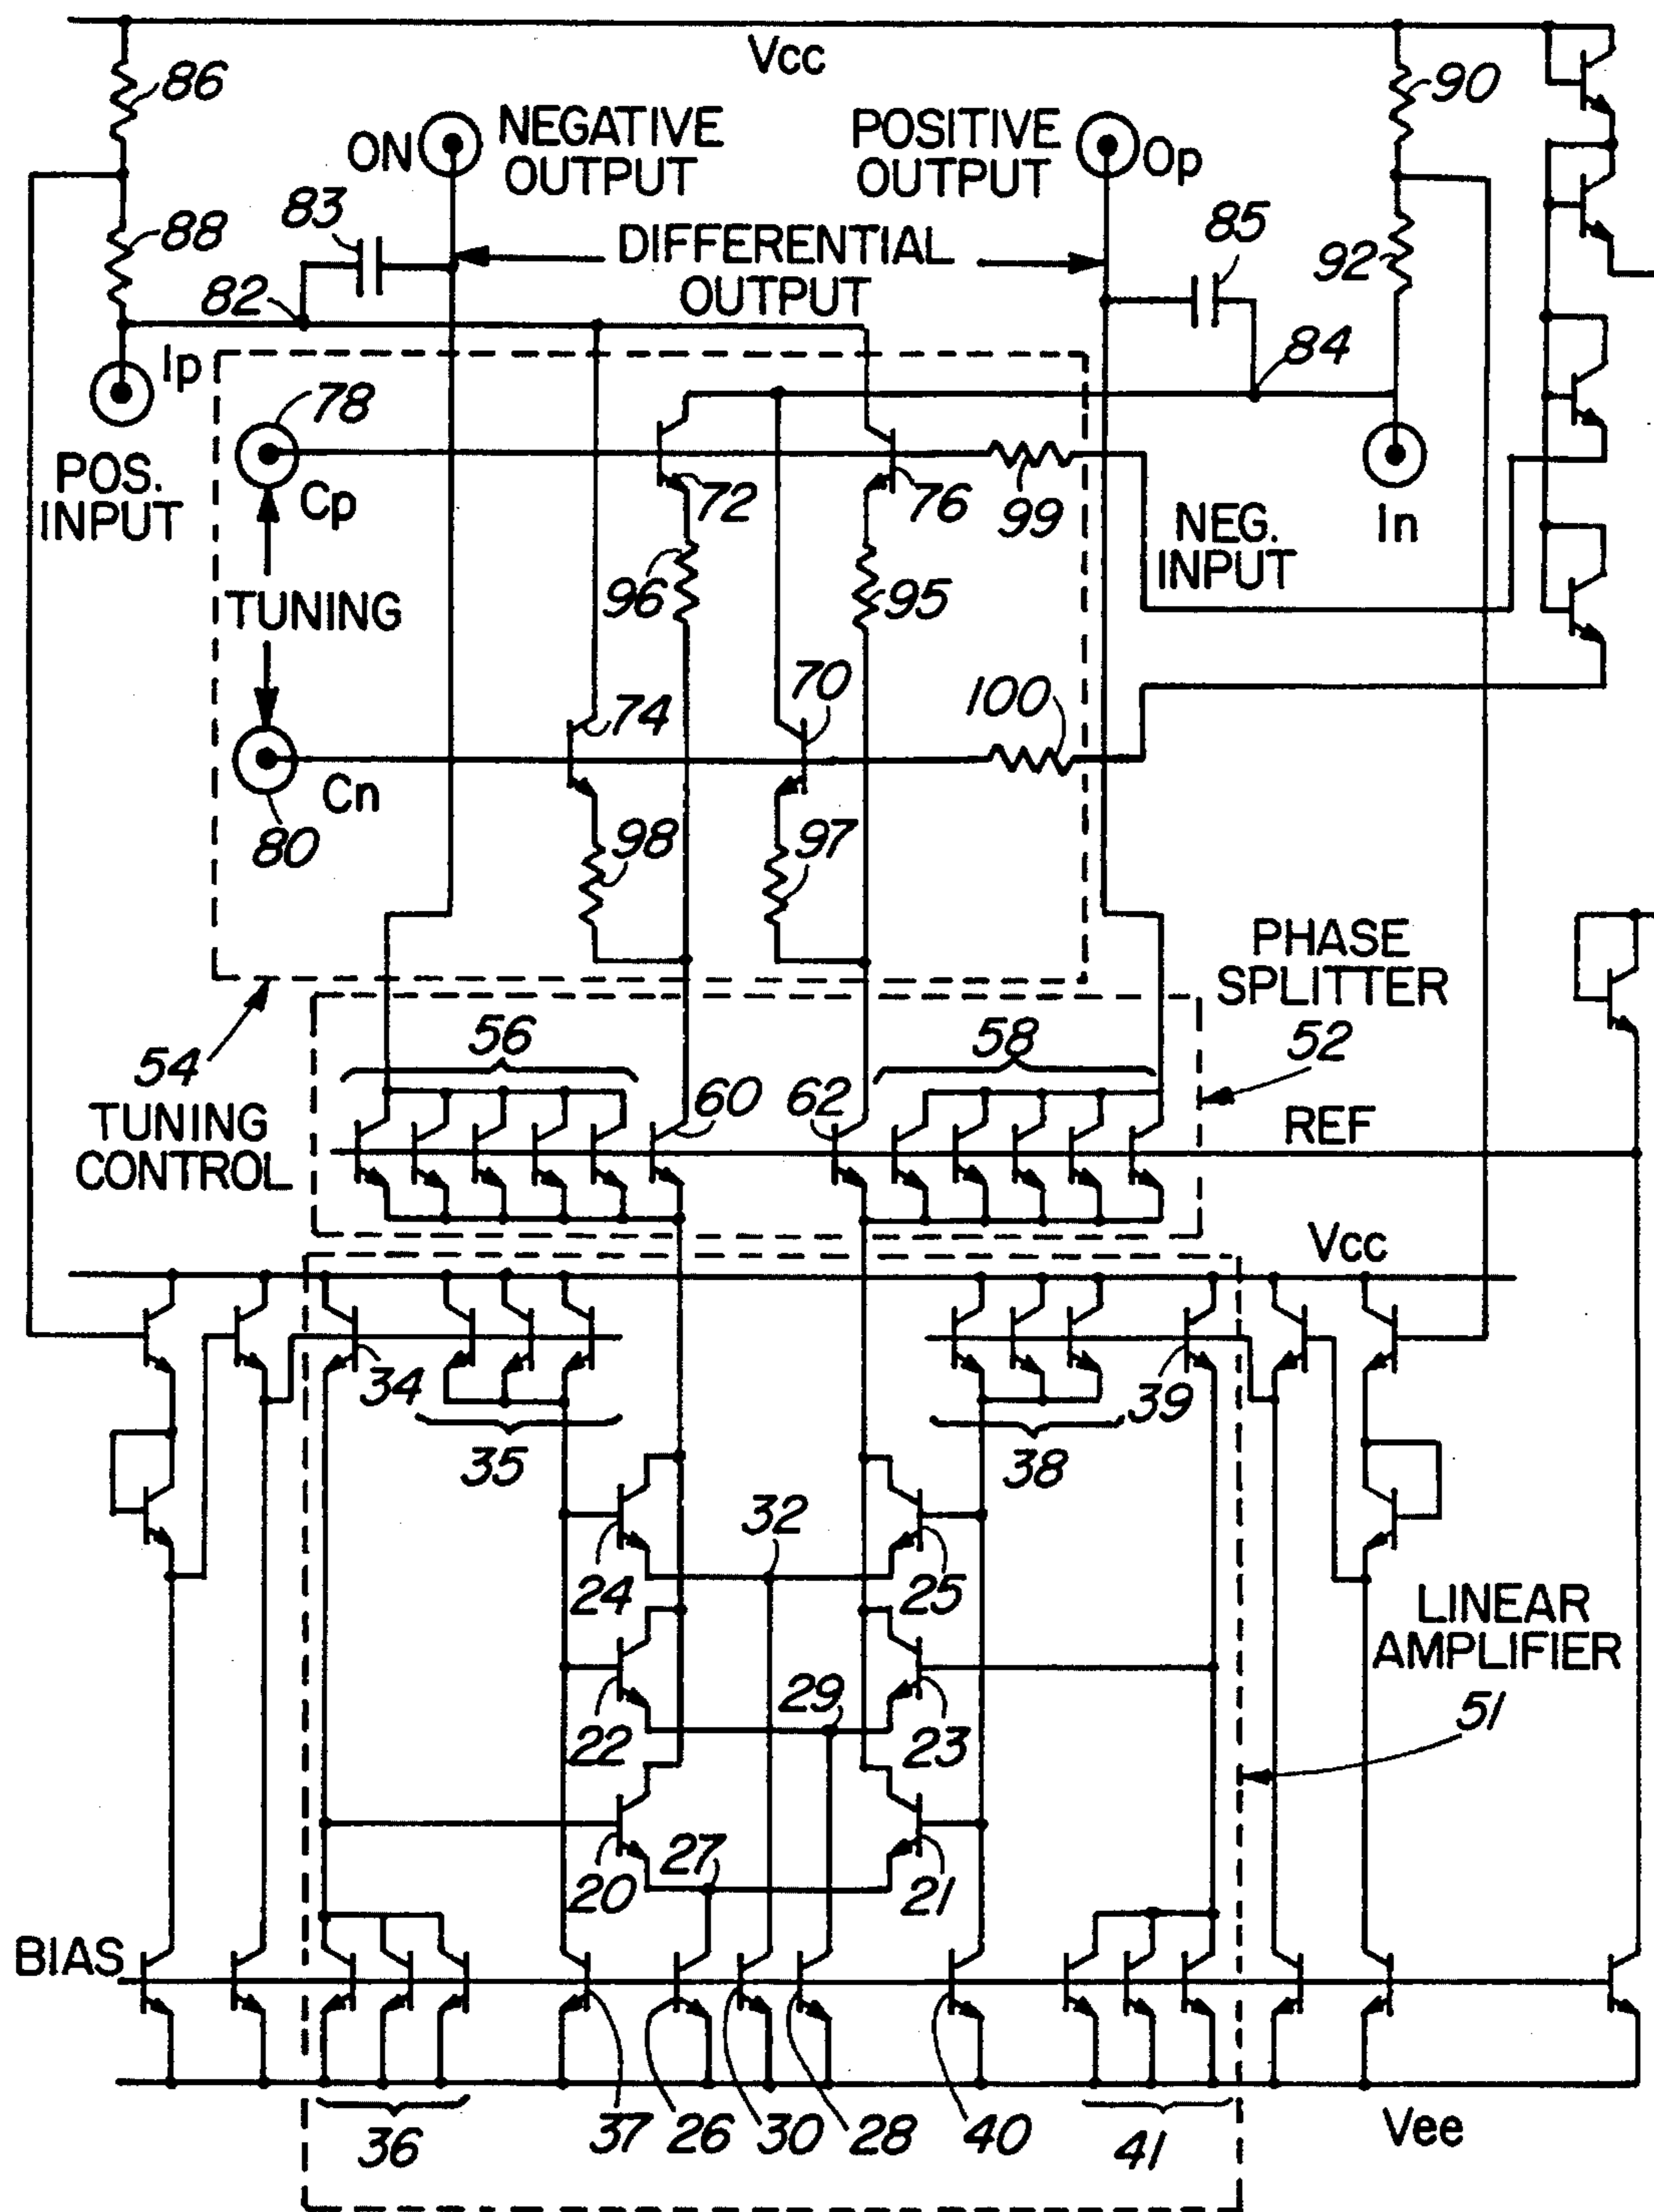 Vcc
86
90
ON
NEGATIVE
OUTPUT
POSITIVE
OUTPUT
Op
83
88
DIFFERENTIAL
OUTPUT
85
92
82
84
Ip
78
POS.
INPUT
Cp
72
76
99
NEG.
INPUT
In
96
95
TUNING
74
70
100
Cn
80
98
97
PHASE
SPLITTER
52
54
56
58
TUNING
CONTROL
60
62
REF
Vcc
34
35
38
39
24
32
25
LINEAR
AMPLIFIER
22
29
23
51
20
27
21
BIAS
36
37
26
30
28
40
41
Vee